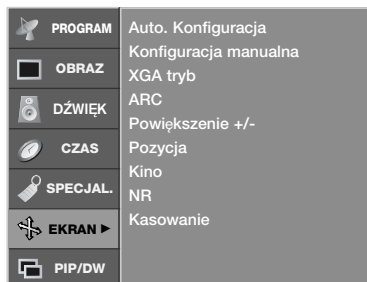 PROGRAM
OBRAZ
DŹWIĘK
CZAS
SPECJAL.
EKRAN ►
PIP/DW
Auto. Konfiguracja
Konfiguracja manualna
XGA tryb
ARC
Powiększenie +/-
Pozycja
Kino
NR
Kasowanie